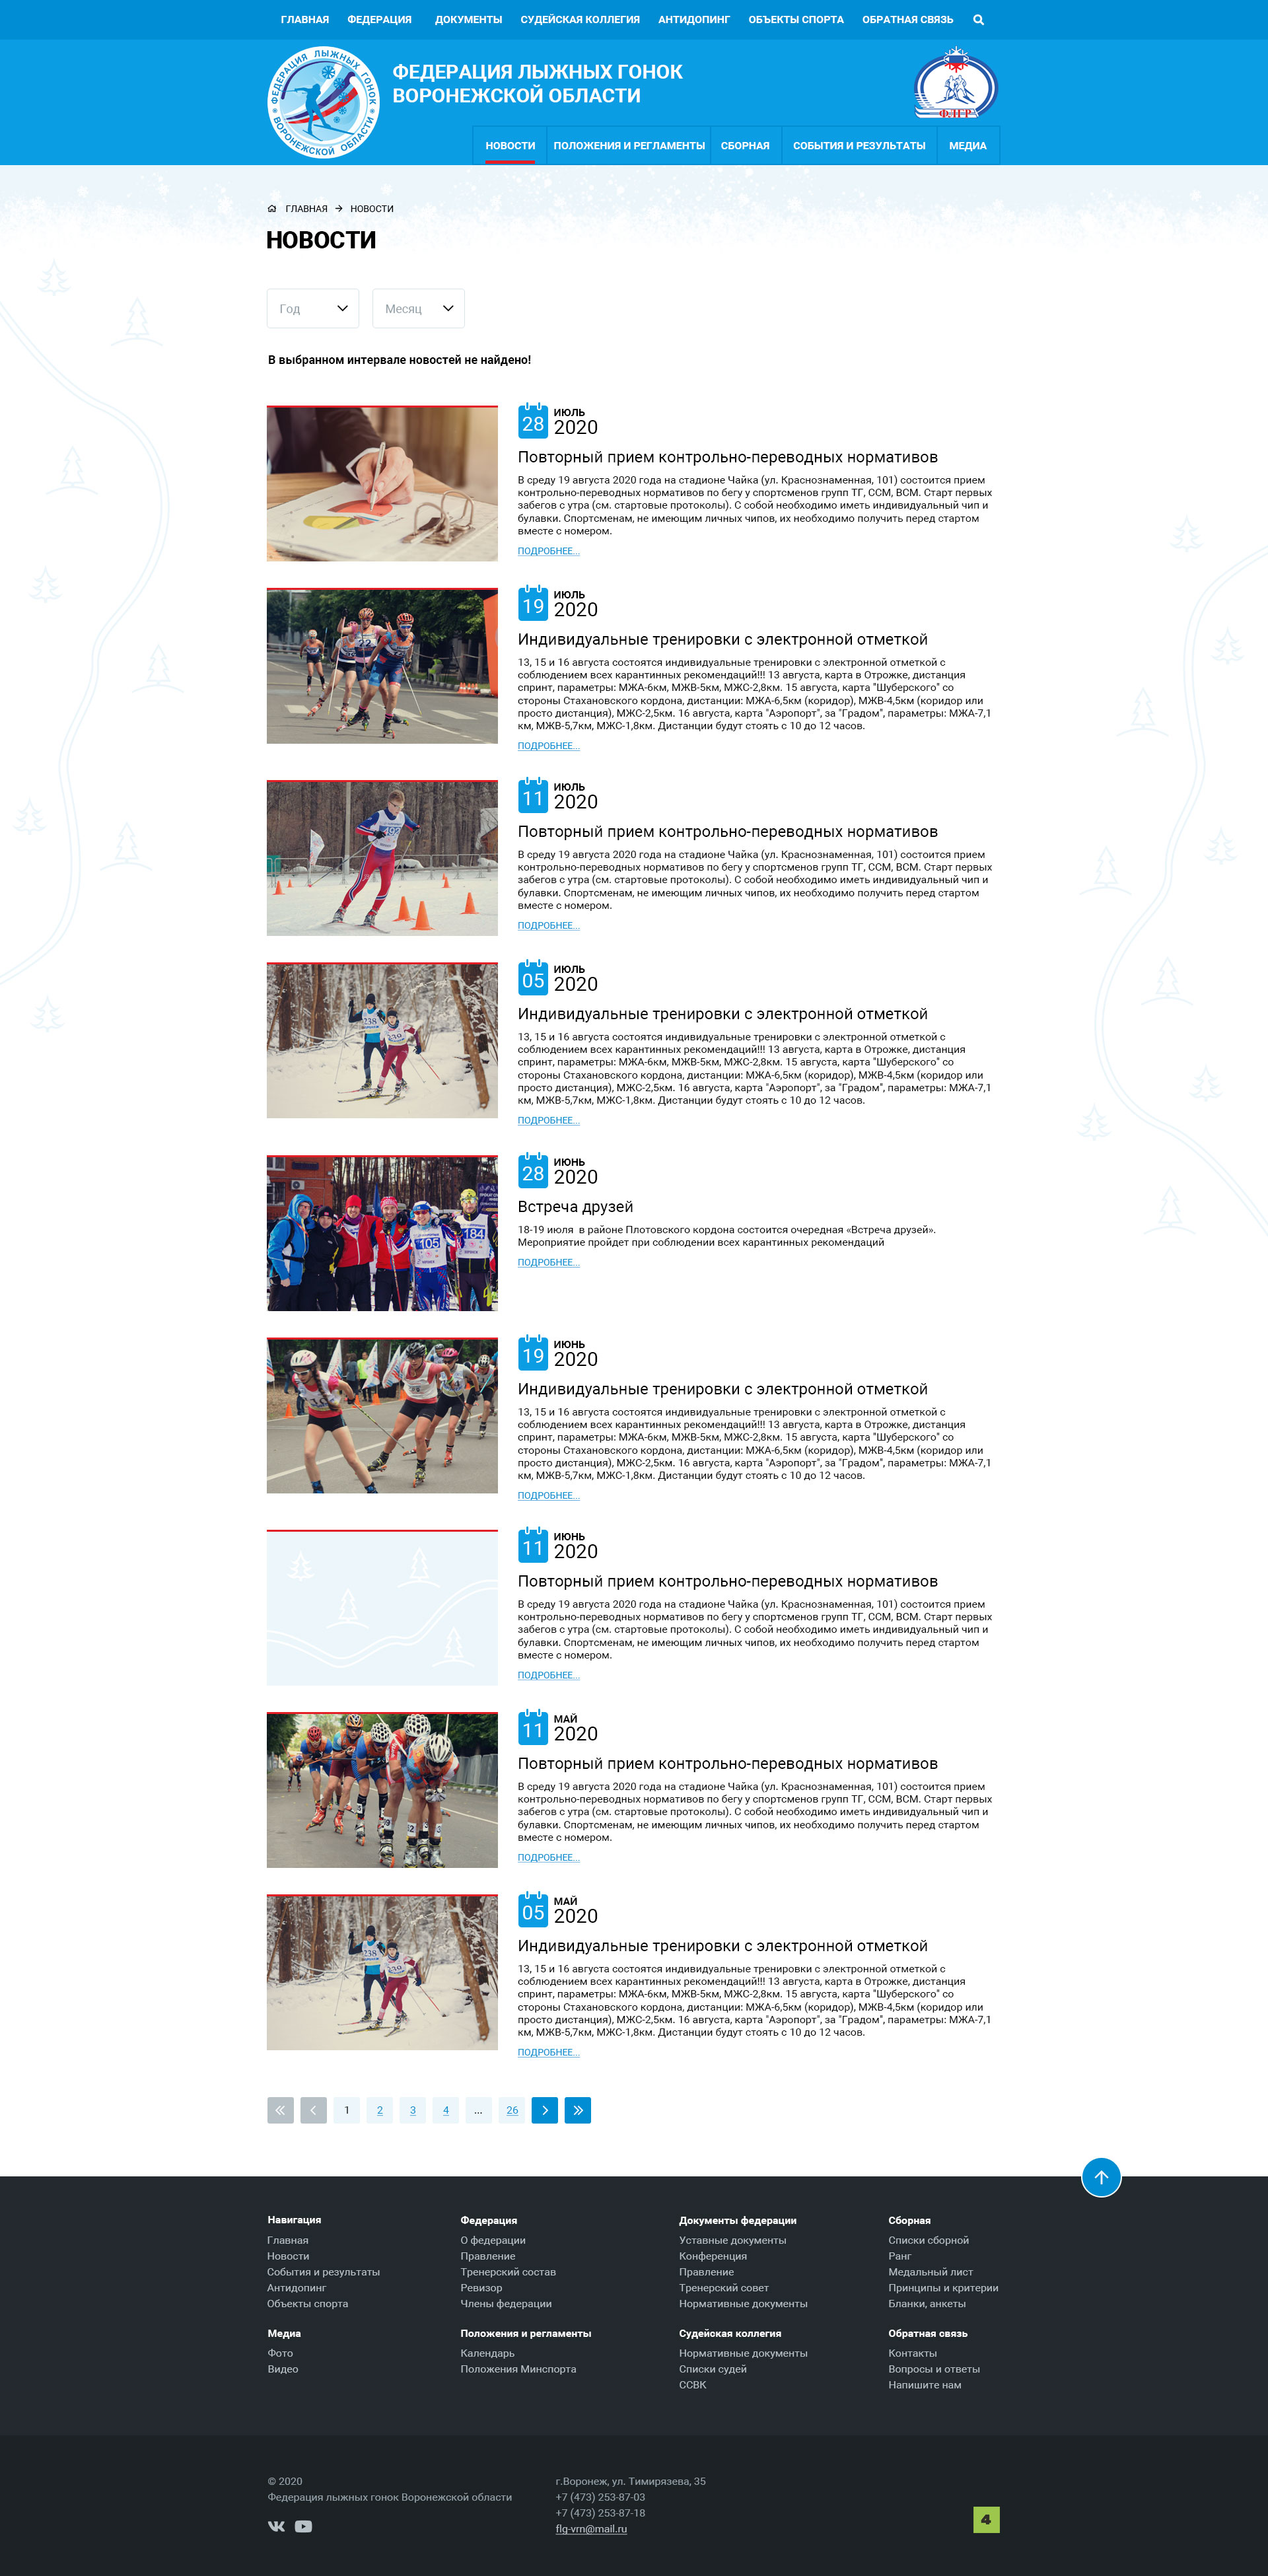 ГЛАВНАЯ ФЕДЕРАЦИЯ ДОКУМЕНТЫ СУДЕЙСКАЯ КОЛЛЕГИЯ АНТИДОПИНГ ОБЪЕКТЫ СПОРТА ОБРАТНАЯ СВЯЗЬ
ФЕДЕРАЦИЯ ЛЫЖНЫХ ГОНОК
ВОРОНЕЖСКОЙ ОБЛАСТИ
ФЕДЕРАЦИЯ ЛЫЖНЫХ ГОНОК
ВОРОНЕЖСКОЙ ОБЛАСТИ
ФЛГР
НОВОСТИ ПОЛОЖЕНИЯ И РЕГЛАМЕНТЫ СБОРНАЯ СОБЫТИЯ И РЕЗУЛЬТАТЫ МЕДИА
ГЛАВНАЯ → НОВОСТИ
НОВОСТИ
Год Месяц
В выбранном интервале новостей не найдено!
28 ИЮЛЬ
2020
Повторный прием контрольно-переводных нормативов
В среду 19 августа 2020 года на стадионе Чайка (ул. Краснознаменная, 101) состоится прием
контрольно-переводных нормативов по бегу у спортсменов групп ТГ, ССМ, ВСМ. Старт первых
забегов с утра (см. стартовые протоколы). С собой необходимо иметь индивидуальный чип и
булавки. Спортсменам, не имеющим личных чипов, их необходимо получить перед стартом
вместе с номером.
ПОДРОБНЕЕ...
19 ИЮЛЬ
2020
Индивидуальные тренировки с электронной отметкой
13, 15 и 16 августа состоятся индивидуальные тренировки с электронной отметкой с
соблюдением всех карантинных рекомендаций!!! 13 августа, карта в Отрожке, дистанция
спринт, параметры: МЖА-6км, МЖВ-5км, МЖС-2,8км. 15 августа, карта "Шуберского" со
стороны Стахановского кордона, дистанции: МЖА-6,5км (коридор), МЖВ-4,5км (коридор или
просто дистанция), МЖС-2,5км. 16 августа, карта "Аэропорт", за "Градом", параметры: МЖА-7,1
км, МЖВ-5,7км, МЖС-1,8км. Дистанции будут стоять с 10 до 12 часов.
ПОДРОБНЕЕ...
11 ИЮЛЬ
2020
Повторный прием контрольно-переводных нормативов
В среду 19 августа 2020 года на стадионе Чайка (ул. Краснознаменная, 101) состоится прием
контрольно-переводных нормативов по бегу у спортсменов групп ТГ, ССМ, ВСМ. Старт первых
забегов с утра (см. стартовые протоколы). С собой необходимо иметь индивидуальный чип и
булавки. Спортсменам, не имеющим личных чипов, их необходимо получить перед стартом
вместе с номером.
ПОДРОБНЕЕ...
238
239
05 ИЮЛЬ
2020
Индивидуальные тренировки с электронной отметкой
13, 15 и 16 августа состоятся индивидуальные тренировки с электронной отметкой с
соблюдением всех карантинных рекомендаций!!! 13 августа, карта в Отрожке, дистанция
спринт, параметры: МЖА-6км, МЖВ-5км, МЖС-2,8км. 15 августа, карта "Шуберского" со
стороны Стахановского кордона, дистанции: МЖА-6,5км (коридор), МЖВ-4,5км (коридор или
просто дистанция), МЖС-2,5км. 16 августа, карта "Аэропорт", за "Градом", параметры: МЖА-7,1
км, МЖВ-5,7км, МЖС-1,8км. Дистанции будут стоять с 10 до 12 часов.
ПОДРОБНЕЕ...
105
184
28 ИЮНЬ
2020
Встреча друзей
18-19 июля  в районе Плотовского кордона состоится очередная «Встреча друзей».
Мероприятие пройдет при соблюдении всех карантинных рекомендаций
ПОДРОБНЕЕ...
19 ИЮНЬ
2020
Индивидуальные тренировки с электронной отметкой
13, 15 и 16 августа состоятся индивидуальные тренировки с электронной отметкой с
соблюдением всех карантинных рекомендаций!!! 13 августа, карта в Отрожке, дистанция
спринт, параметры: МЖА-6км, МЖВ-5км, МЖС-2,8км. 15 августа, карта "Шуберского" со
стороны Стахановского кордона, дистанции: МЖА-6,5км (коридор), МЖВ-4,5км (коридор или
просто дистанция), МЖС-2,5км. 16 августа, карта "Аэропорт", за "Градом", параметры: МЖА-7,1
км, МЖВ-5,7км, МЖС-1,8км. Дистанции будут стоять с 10 до 12 часов.
ПОДРОБНЕЕ...
11 ИЮНЬ
2020
Повторный прием контрольно-переводных нормативов
В среду 19 августа 2020 года на стадионе Чайка (ул. Краснознаменная, 101) состоится прием
контрольно-переводных нормативов по бегу у спортсменов групп ТГ, ССМ, ВСМ. Старт первых
забегов с утра (см. стартовые протоколы). С собой необходимо иметь индивидуальный чип и
булавки. Спортсменам, не имеющим личных чипов, их необходимо получить перед стартом
вместе с номером.
ПОДРОБНЕЕ...
11 МАЙ
2020
Повторный прием контрольно-переводных нормативов
В среду 19 августа 2020 года на стадионе Чайка (ул. Краснознаменная, 101) состоится прием
контрольно-переводных нормативов по бегу у спортсменов групп ТГ, ССМ, ВСМ. Старт первых
забегов с утра (см. стартовые протоколы). С собой необходимо иметь индивидуальный чип и
булавки. Спортсменам, не имеющим личных чипов, их необходимо получить перед стартом
вместе с номером.
ПОДРОБНЕЕ...
238
239
05 МАЙ
2020
Индивидуальные тренировки с электронной отметкой
13, 15 и 16 августа состоятся индивидуальные тренировки с электронной отметкой с
соблюдением всех карантинных рекомендаций!!! 13 августа, карта в Отрожке, дистанция
спринт, параметры: МЖА-6км, МЖВ-5км, МЖС-2,8км. 15 августа, карта "Шуберского" со
стороны Стахановского кордона, дистанции: МЖА-6,5км (коридор), МЖВ-4,5км (коридор или
просто дистанция), МЖС-2,5км. 16 августа, карта "Аэропорт", за "Градом", параметры: МЖА-7,1
км, МЖВ-5,7км, МЖС-1,8км. Дистанции будут стоять с 10 до 12 часов.
ПОДРОБНЕЕ...
1 2 3 4 ... 26
Навигация
Главная
Новости
События и результаты
Антидопинг
Объекты спорта
Федерация
О федерации
Правление
Тренерский состав
Ревизор
Члены федерации
Документы федерации
Уставные документы
Конференция
Правление
Тренерский совет
Нормативные документы
Сборная
Списки сборной
Ранг
Медальный лист
Принципы и критерии
Бланки, анкеты
Медиа
Фото
Видео
Положения и регламенты
Календарь
Положения Минспорта
Судейская коллегия
Нормативные документы
Списки судей
ССВК
Обратная связь
Контакты
Вопросы и ответы
Напишите нам
© 2020
Федерация лыжных гонок Воронежской области
г.Воронеж, ул. Тимирязева, 35
+7 (473) 253-87-03
+7 (473) 253-87-18
flg-vrn@mail.ru
4